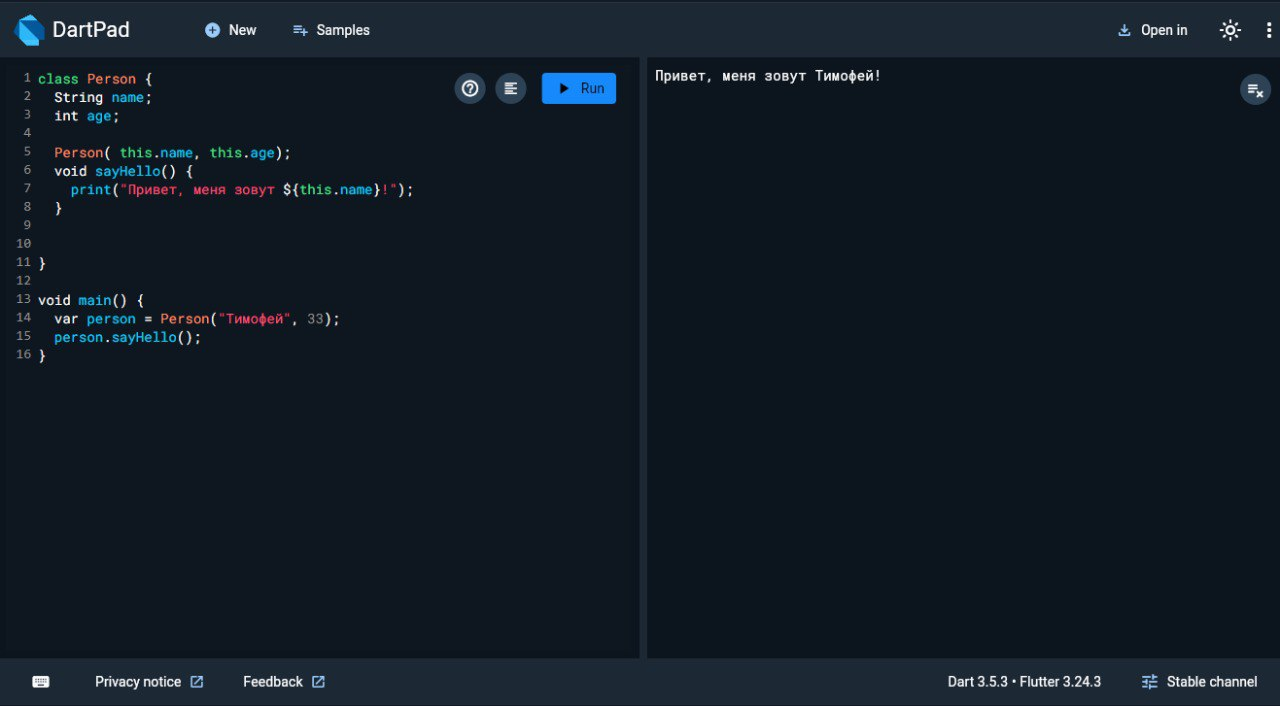 DartPad New Samples Open in
1 class Person {
2   String name;
3   int age;
4
5   Person( this.name, this.age);
6   void sayHello() {
7     print("Привет, меня зовут ${this.name}!");
8   }
9
10
11 }
12
13 void main() {
14   var person = Person("Тимофей", 33);
15   person.sayHello();
16 }
Run
Привет, меня зовут Тимофей!
Privacy notice Feedback Dart 3.5.3 • Flutter 3.24.3 Stable channel